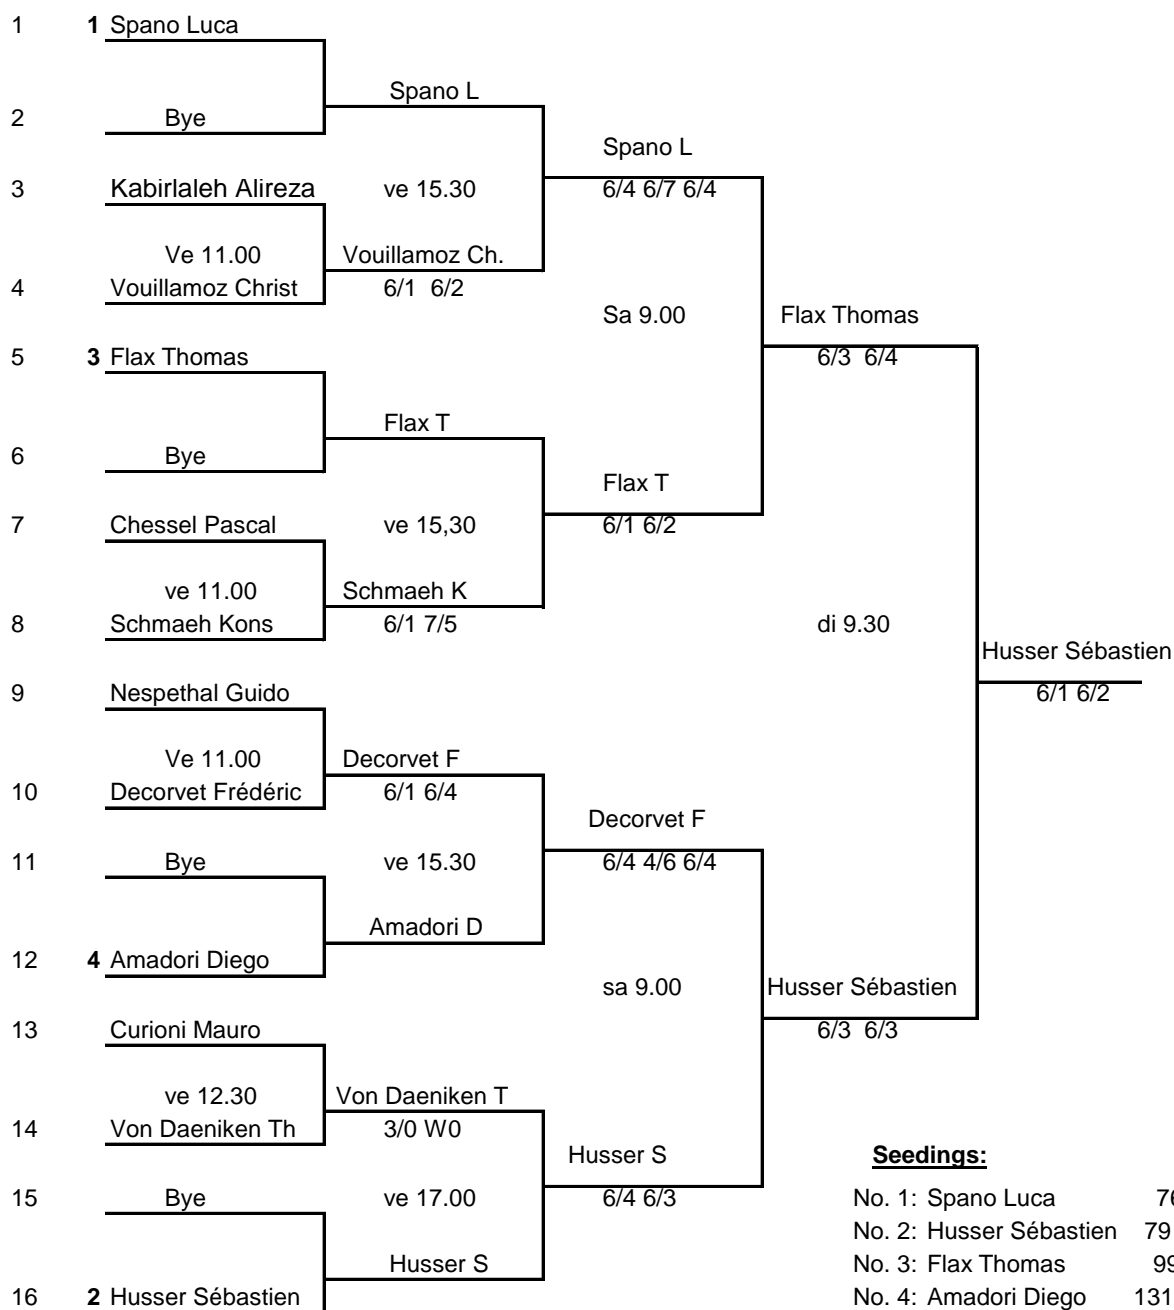 1 1 Spano Luca
Spano L
2 Bye
Spano L
3 Kabirlaleh Alireza ve 15.30 6/4 6/7 6/4
Ve 11.00 Vouillamoz Ch.
4 Vouillamoz Christ 6/1 6/2
Sa 9.00 Flax Thomas
5 3 Flax Thomas 6/3 6/4
Flax T
6 Bye
Flax T
7 Chessel Pascal ve 15,30 6/1 6/2
ve 11.00 Schmaeh K
8 Schmaeh Kons 6/1 7/5 di 9.30
Husser Sébastien
9 Nespethal Guido 6/1 6/2
Ve 11.00 Decorvet F
10 Decorvet Frédéric 6/1 6/4
Decorvet F
11 Bye ve 15.30 6/4 4/6 6/4
Amadori D
12 4 Amadori Diego
sa 9.00 Husser Sébastien
13 Curioni Mauro 6/3 6/3
ve 12.30 Von Daeniken T
14 Von Daeniken Th 3/0 W0
Husser S Seedings:
15 Bye ve 17.00 6/4 6/3 No. 1: Spano Luca
No. 2: Husser Sébastien 79
Husser S No. 3: Flax Thomas 99
16 2 Husser Sébastien No. 4: Amadori Diego 131